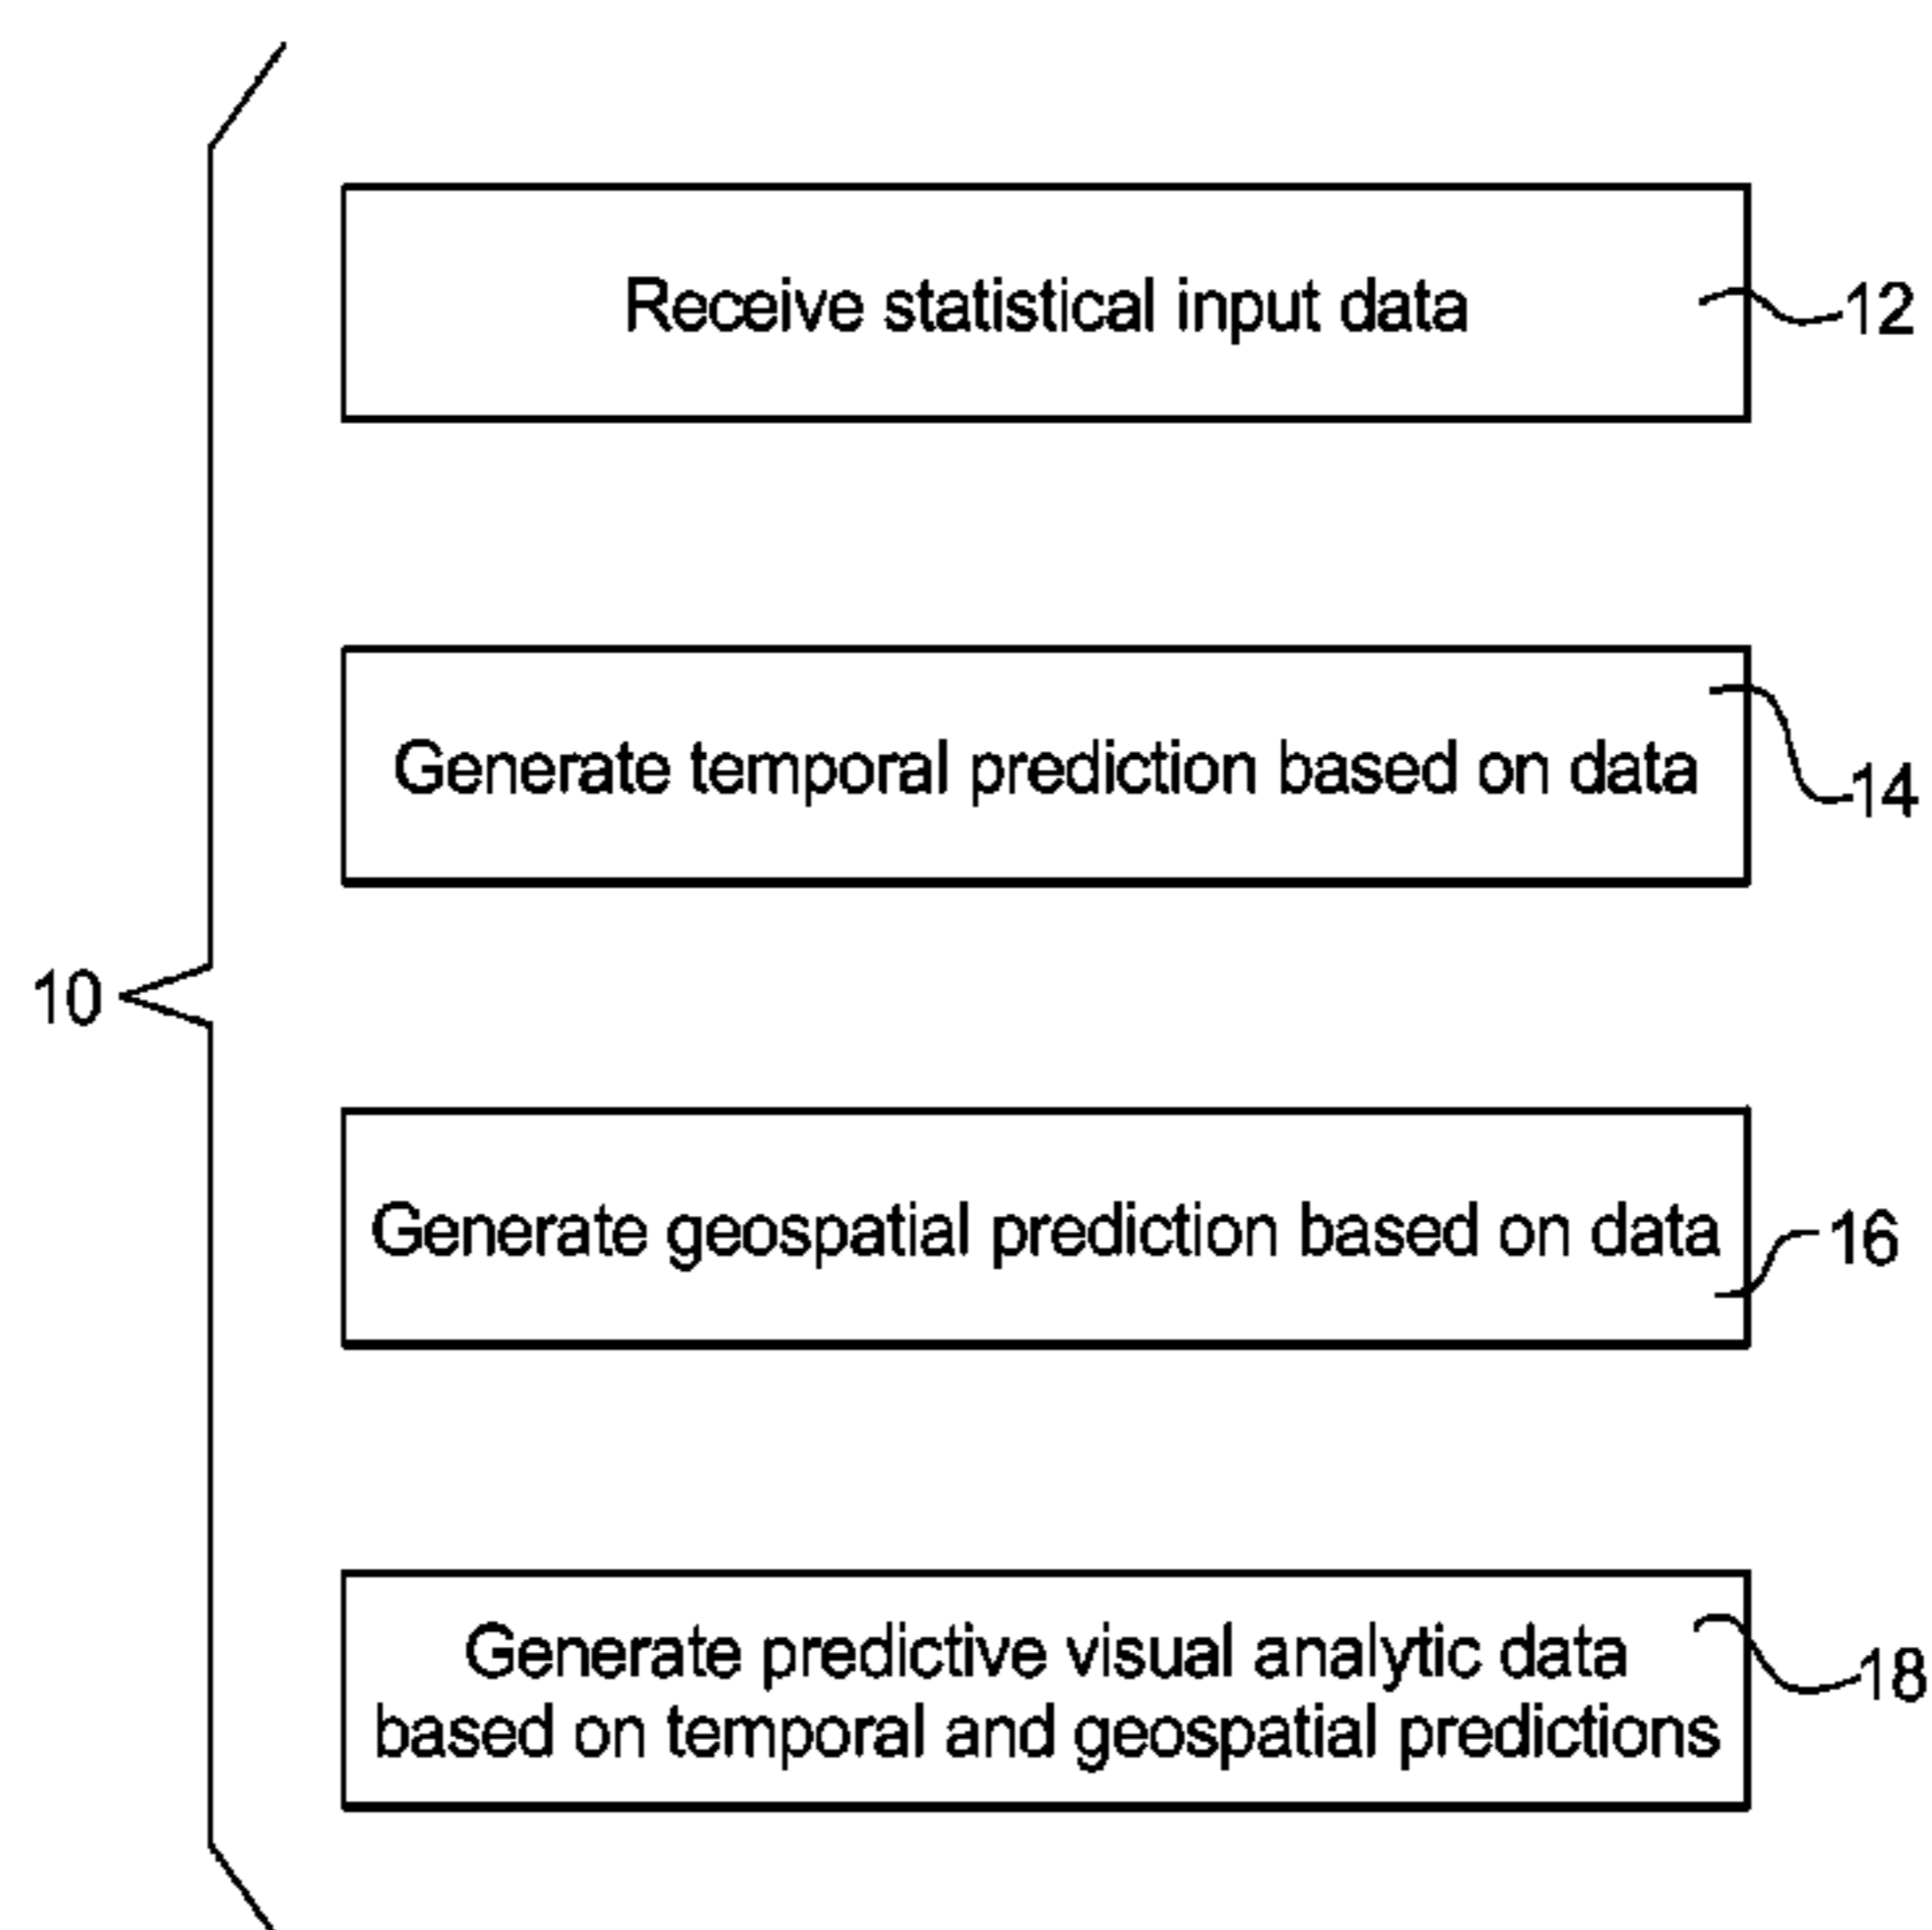 Receive statistical input data
12
Generate temporal prediction based on data
14
10
Generate geospatial prediction based on data
16
Generate predictive visual analytic data
based on temporal and geospatial predictions
18